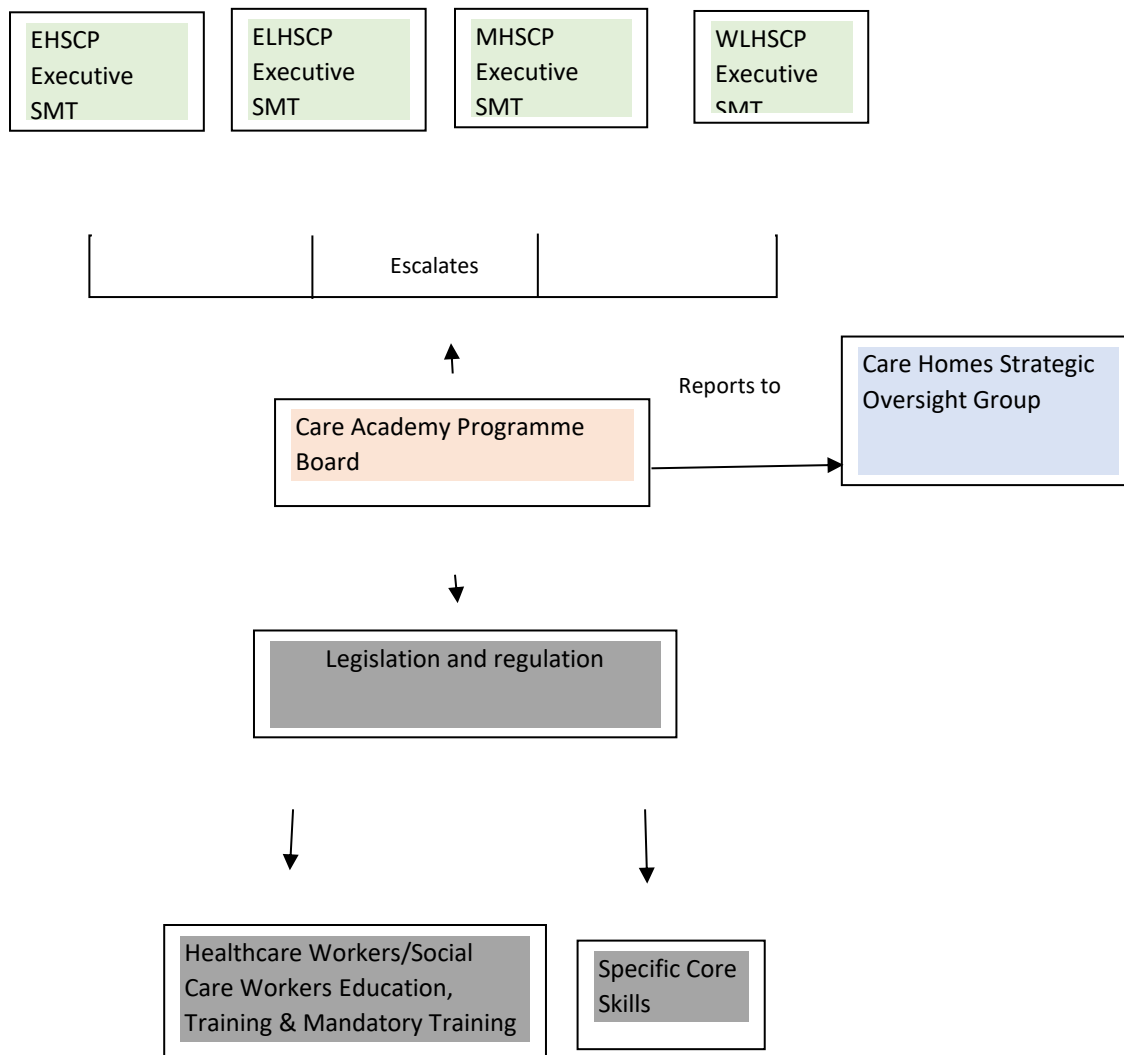 EHSCP
Executive
SMT
ELHSCP
Executive
SMT
MHSCP
Executive
SMT
WLHSCP
Executive
SMT
Escalates
Reports to
Care Homes Strategic
Oversight Group
Care Academy Programme
Board
Legislation and regulation
Healthcare Workers/Social
Care Workers Education,
Training & Mandatory Training
Specific Core
Skills